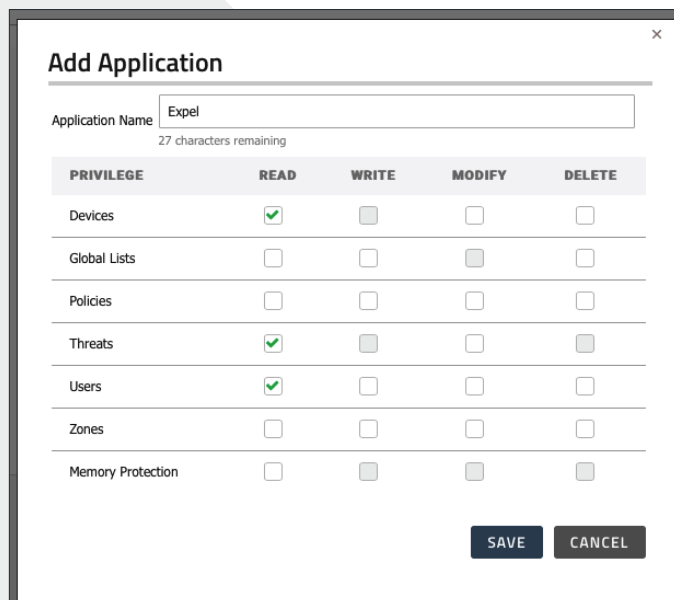 Add Application
Application Name Expel
27 characters remaining
PRIVILEGE READ WRITE MODIFY DELETE
Devices
Global Lists
Policies
Threats
Users
Zones
Memory Protection
SAVE CANCEL